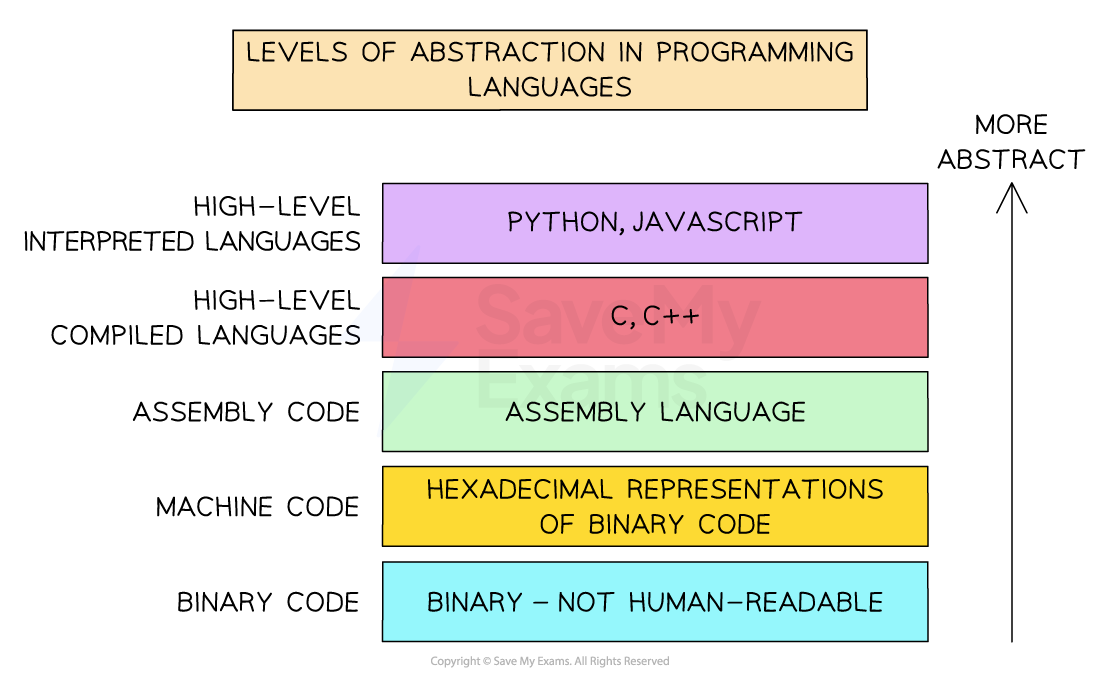 LEVELS OF ABSTRACTION IN PROGRAMMING
LANGUAGES
MORE
ABSTRACT
HIGH-LEVEL
INTERPRETED LANGUAGES
PYTHON, JAVASCRIPT
HIGH-LEVEL
COMPILED LANGUAGES
C, C++
SaveMy
Exams
ASSEMBLY CODE
ASSEMBLY LANGUAGE
MACHINE CODE
HEXADECIMAL REPRESENTATIONS
OF BINARY CODE
BINARY CODE
BINARY – NOT HUMAN-READABLE
Copyright © Save My Exams. All Rights Reserved